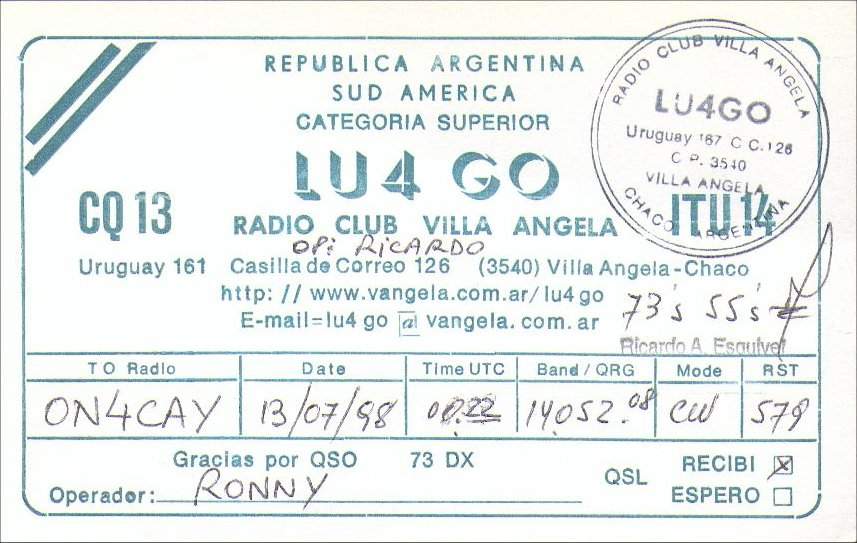 REPUBLICA ARGENTINA
SUD AMERICA
CATEGORIA SUPERIOR
LU4 GO
CQ 13
ITU 14
RADIO CLUB VILLA ANGELA
OP: RICARDO
Uruguay 161 Casilla de Correo 126 (3540) Villa Angela-Chaco
http: // www.vangela.com.ar/lu4go
E-mail=lu4 go @ vangela.com.ar
RADIO CLUB VILLA ANGELA
LU4GO
Uruguay 167 C C.126
C.P. 3540
VILLA ANGELA
CHACO ARGENTINA
73's 55's
Ricardo A. Esquivel
TO Radio Date Time UTC Band / QRG Mode RST
ON4CAY 13/07/98 14052.08 CW 579
Gracias por QSO 73 DX
Operador: RONNY
QSL RECIBI
ESPERO